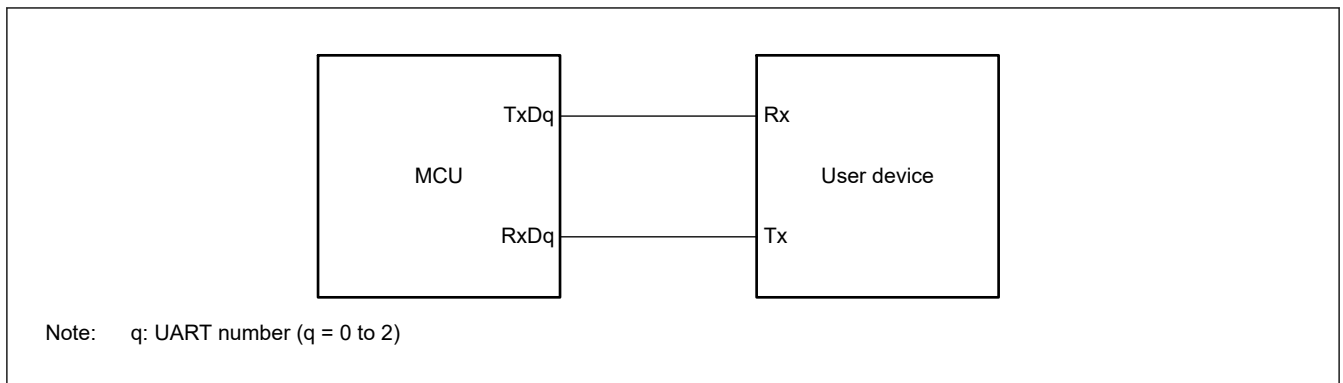 TxDq
Rx
MCU
User device
RxDq
Tx
Note: q: UART number (q = 0 to 2)